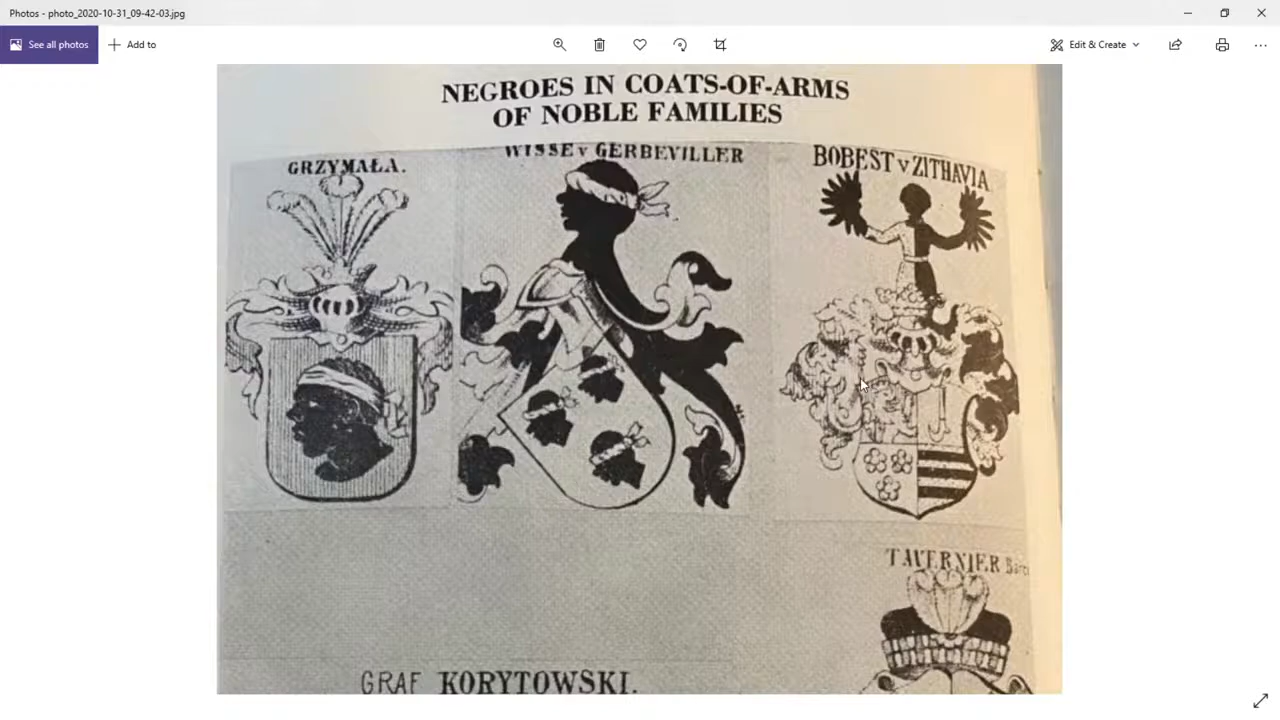 Photos - photo_2020-10-31_09-42-03.jpg
See all photos
Add to
Edit & Create
NEGROES IN COATS-OF-ARMS
OF NOBLE FAMILIES
GRZYMAŁA.
WISSE v GERBEVILLER
BOBEST v ZITHAVIA
TAVERNIER
GRAF KORYTOWSKI.